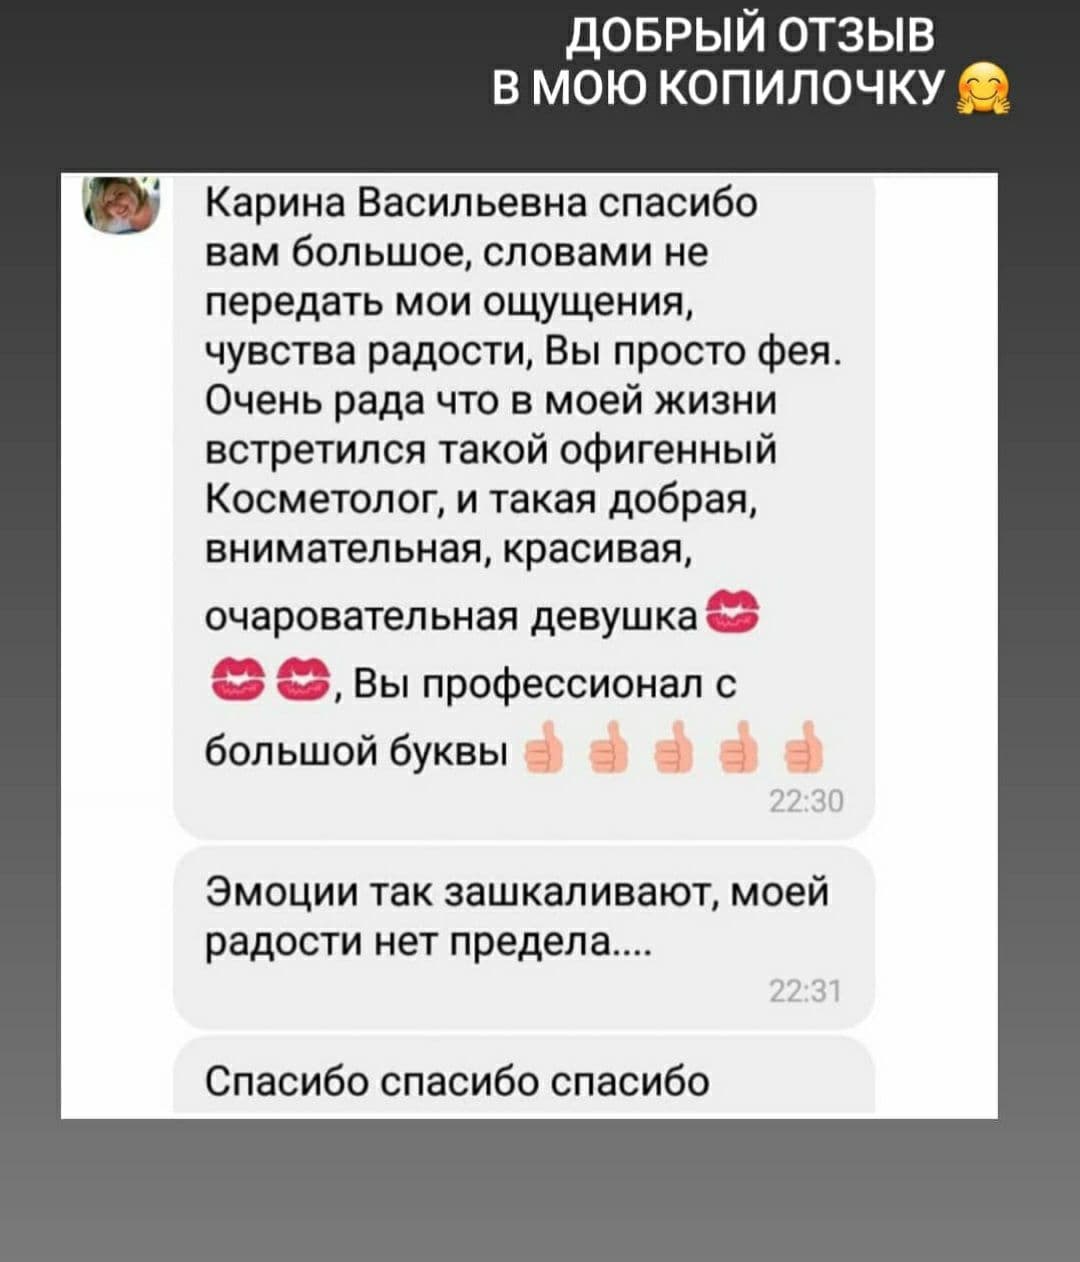 ДОБРЫЙ ОТЗЫВ
В МОЮ КОПИЛОЧКУ🤗
Карина Васильевна спасибо
вам большое, словами не
передать мои ощущения,
чувства радости, Вы просто фея.
Очень рада что в моей жизни
встретился такой офигенный
Косметолог, и такая добрая,
внимательная, красивая,
очаровательная девушка💋
💋💋, Вы профессионал с
большой буквы👍👍👍👍👍
22:30
Эмоции так зашкаливают, моей
радости нет предела....
22:31
Спасибо спасибо спасибо